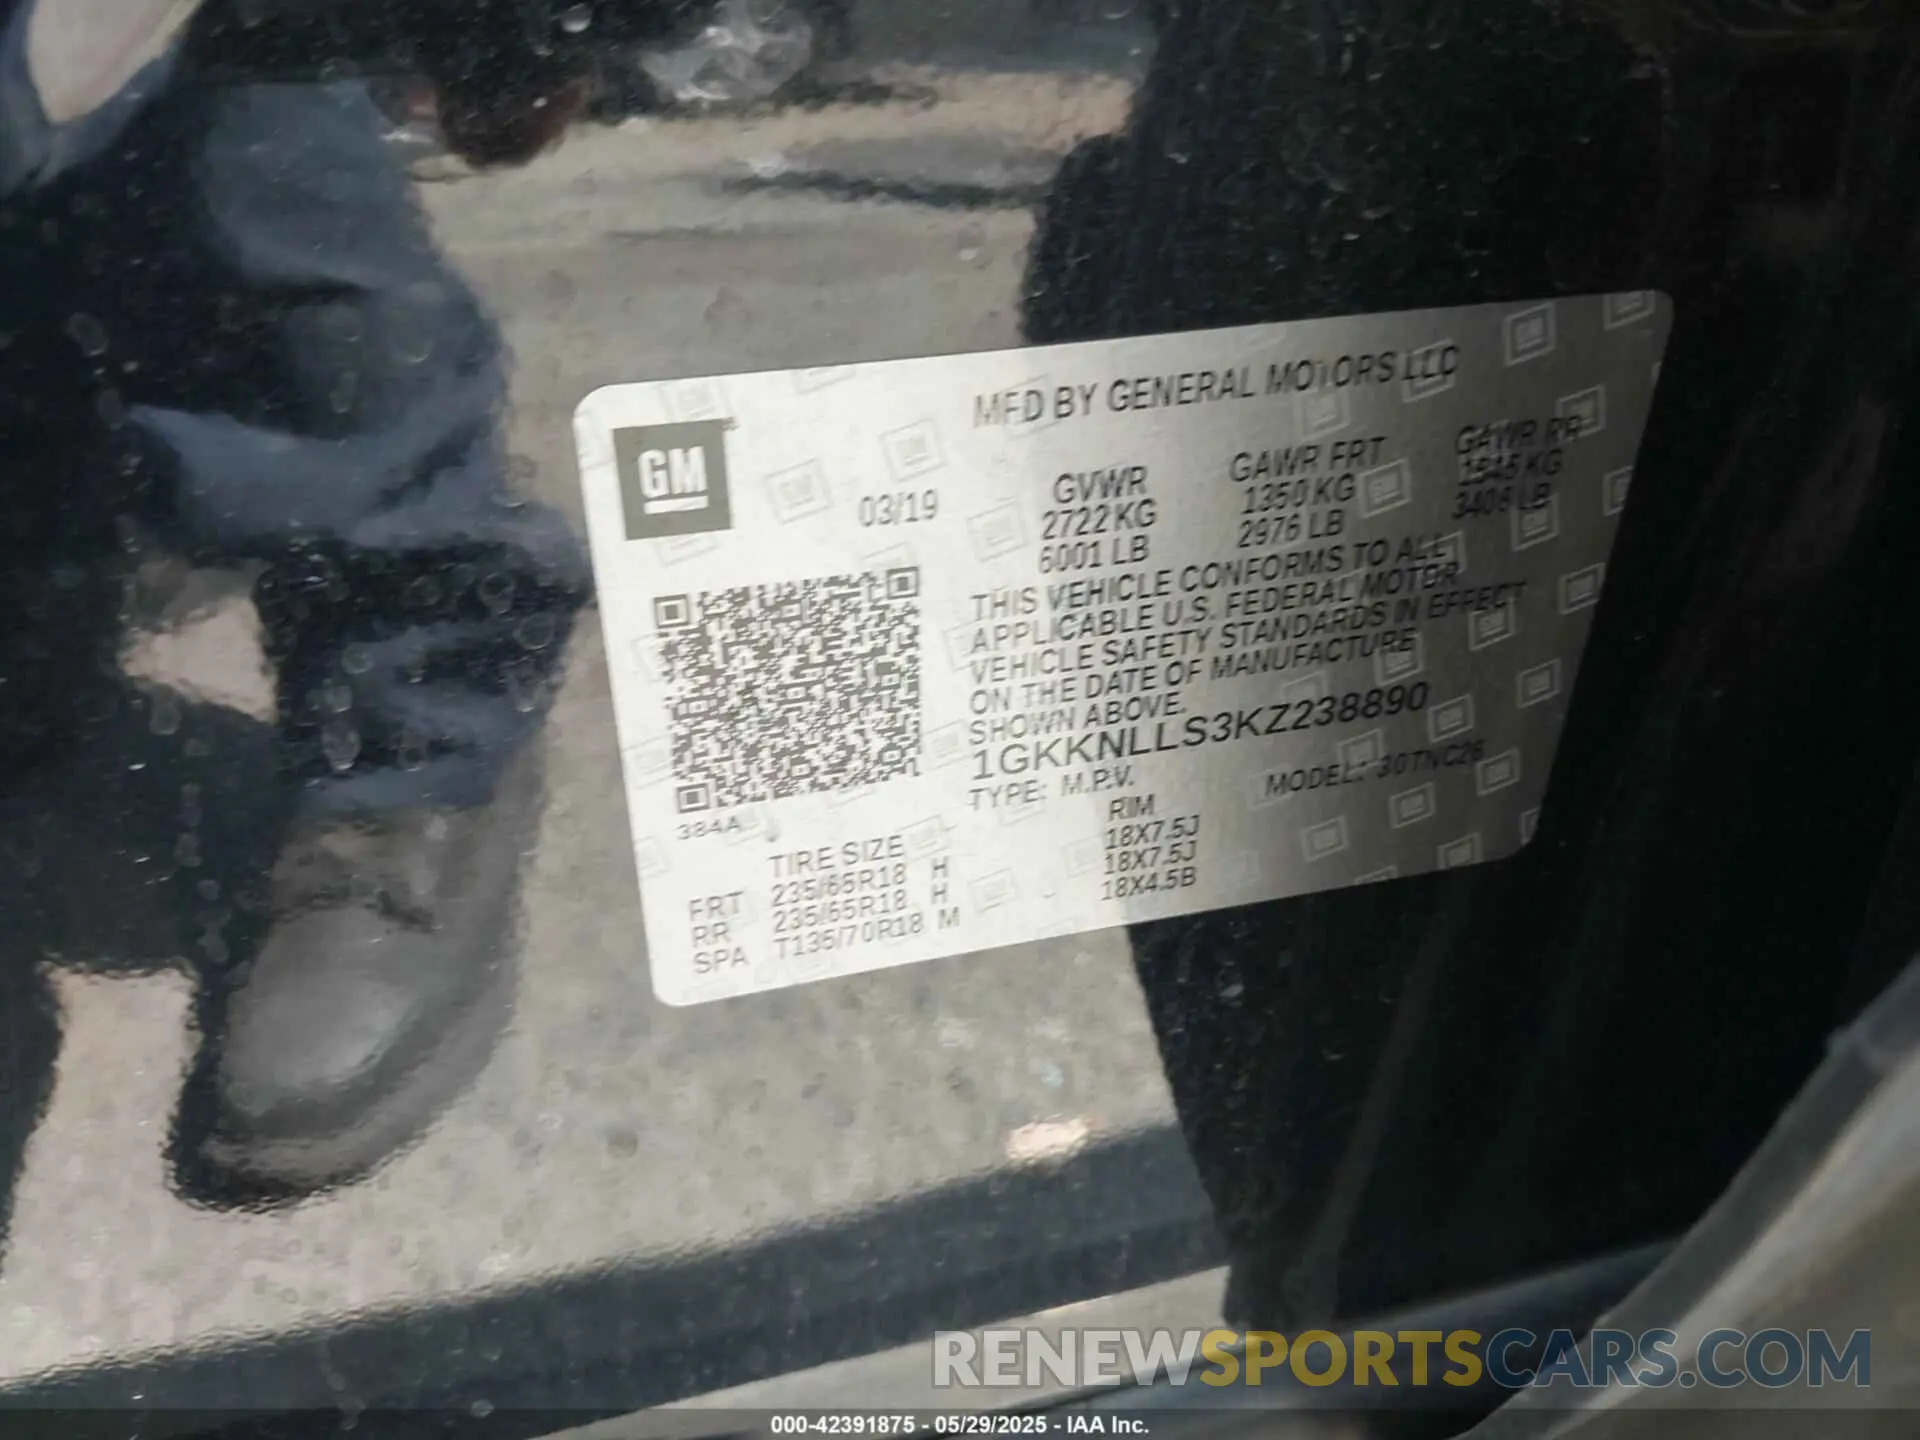 MFD BY GENERAL MOTORS LLC
GM
03/19
GVWR GAWR FRT GAWR RR
2722 KG 1350 KG 1545 KG
6001 LB 2976 LB 3406 LB
THIS VEHICLE CONFORMS TO ALL
APPLICABLE U.S. FEDERAL MOTOR
VEHICLE SAFETY STANDARDS IN EFFECT
ON THE DATE OF MANUFACTURE
SHOWN ABOVE.
1GKKNLLS3KZ238890
TYPE: M.P.V. MODEL: 30TNC26
384A
TIRE SIZE RIM
FRT 235/65R18 H 18X7.5J
RR 235/65R18 H 18X7.5J
SPA T135/70R18 M 18X4.5B
RENEWSPORTSCARS.COM
000-42391875 - 05/29/2025 - IAA Inc.